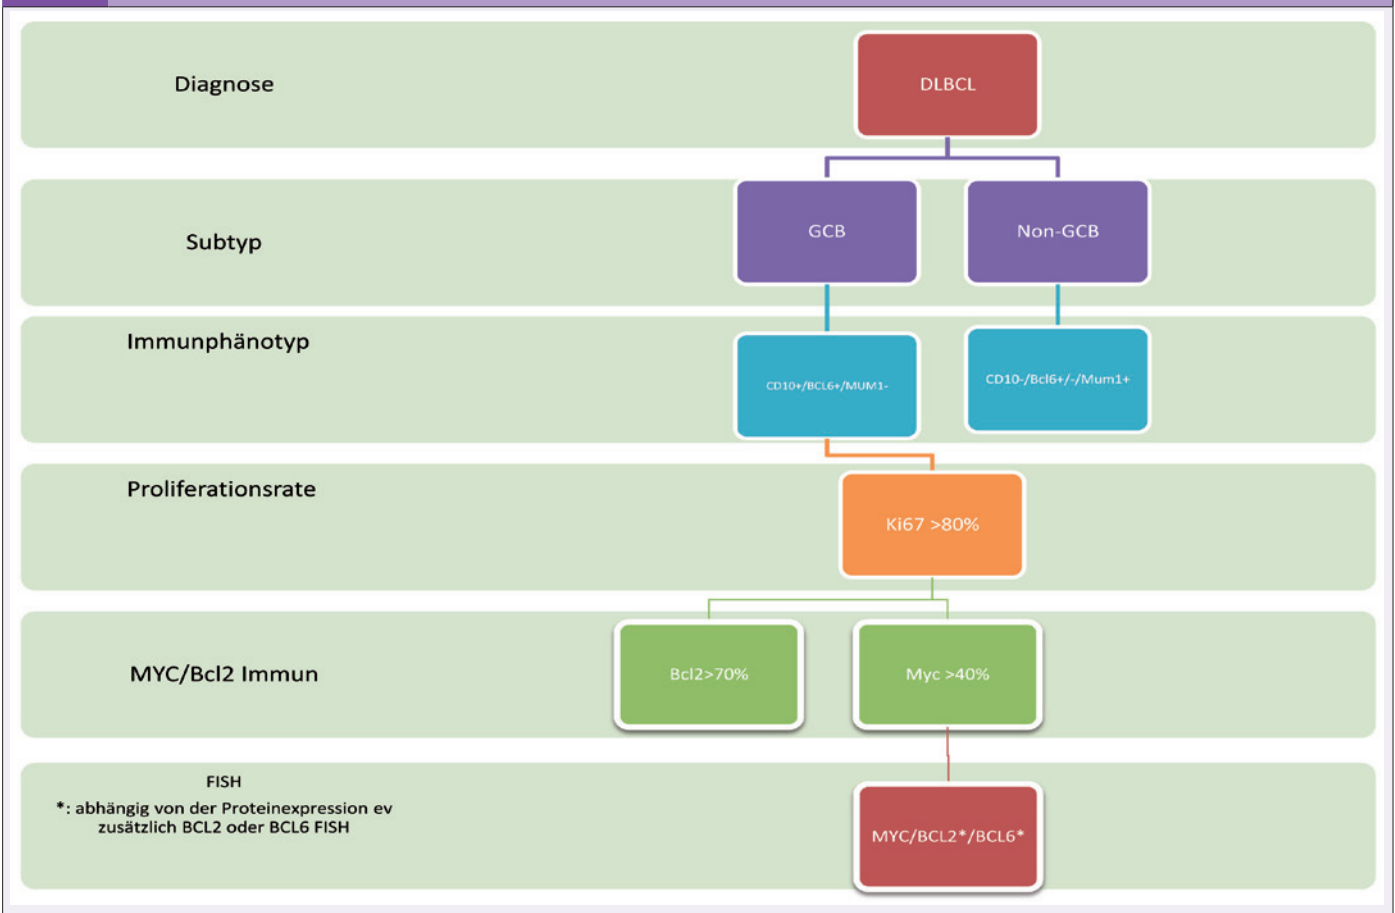 Diagnose
DLBCL
Subtyp
GCB
Non-GCB
Immunphänotyp
CD10+/BCL6+/MUM1-
CD10-/Bcl6+/-/Mum1+
Proliferationsrate
Ki67 >80%
MYC/Bcl2 Immun
Bcl2>70%
Myc >40%
FISH
*: abhängig von der Proteinexpression ev
zusätzlich BCL2 oder BCL6 FISH
MYC/BCL2*/BCL6*